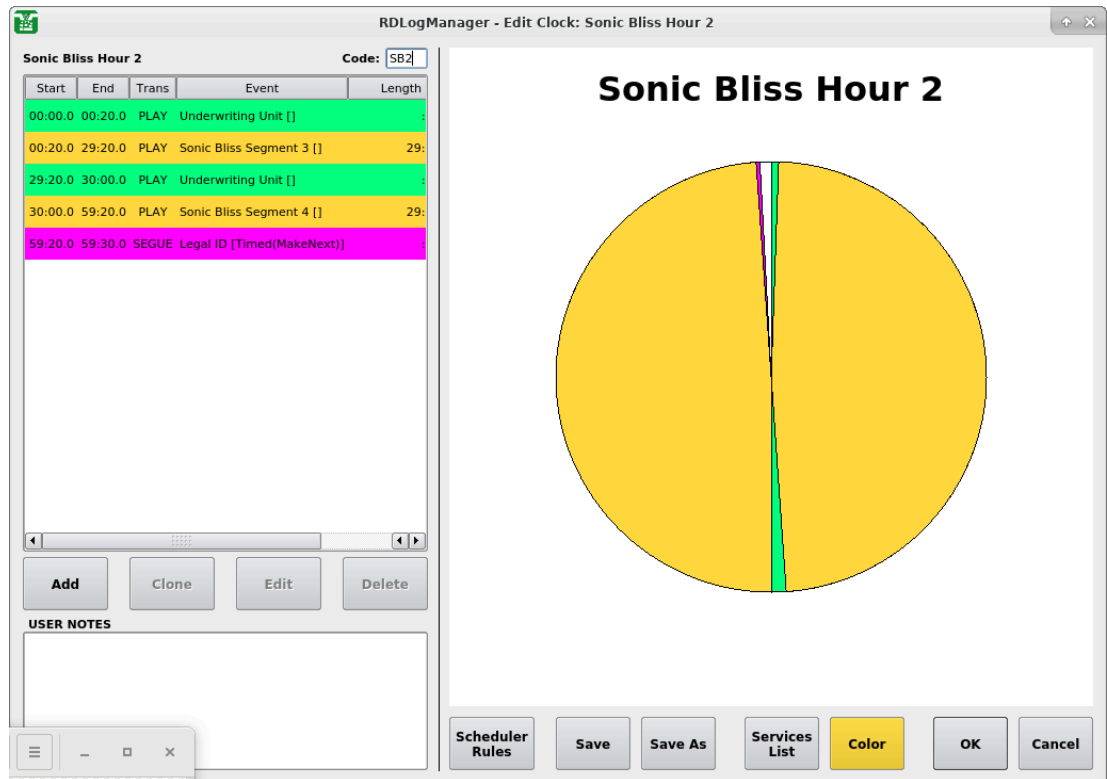 RDLogManager - Edit Clock: Sonic Bliss Hour 2
Sonic Bliss Hour 2 Code: SB2
Start End Trans Event Length
00:00.0 00:20.0 PLAY Underwriting Unit [] :
00:20.0 29:20.0 PLAY Sonic Bliss Segment 3 [] 29:
29:20.0 30:00.0 PLAY Underwriting Unit [] :
30:00.0 59:20.0 PLAY Sonic Bliss Segment 4 [] 29:
59:20.0 59:30.0 SEGUE Legal ID [Timed(MakeNext)] :
Add Clone Edit Delete
USER NOTES
Sonic Bliss Hour 2
Scheduler Rules Save Save As Services List Color OK Cancel